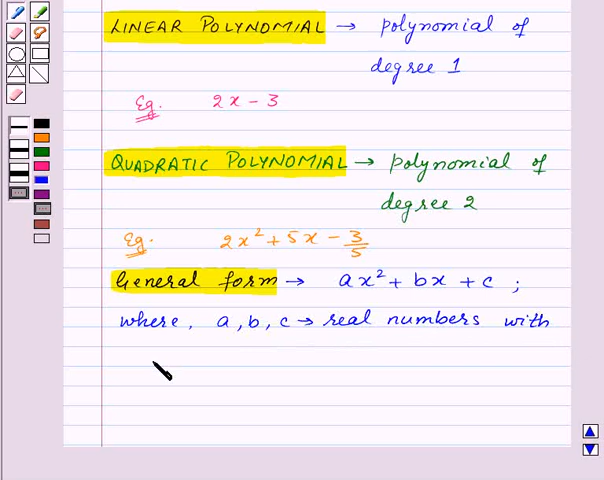 LINEAR POLYNOMIAL → polynomial of
degree 1
Eg. 2x - 3
QUADRATIC POLYNOMIAL → polynomial of
degree 2
Eg. 2x² + 5x - 3/5
General form → ax² + bx + c ;
where, a, b, c → real numbers with